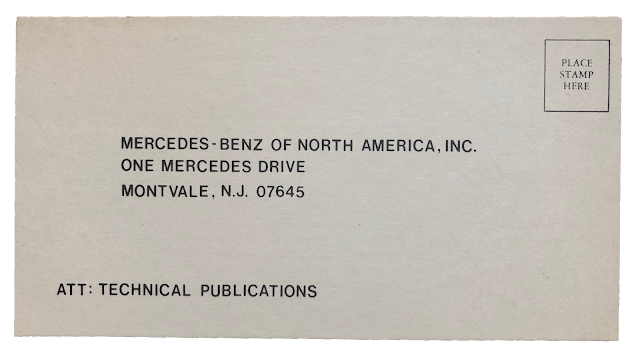 PLACE
STAMP
HERE
MERCEDES-BENZ OF NORTH AMERICA, INC.
ONE MERCEDES DRIVE
MONTVALE, N.J. 07645
ATT: TECHNICAL PUBLICATIONS